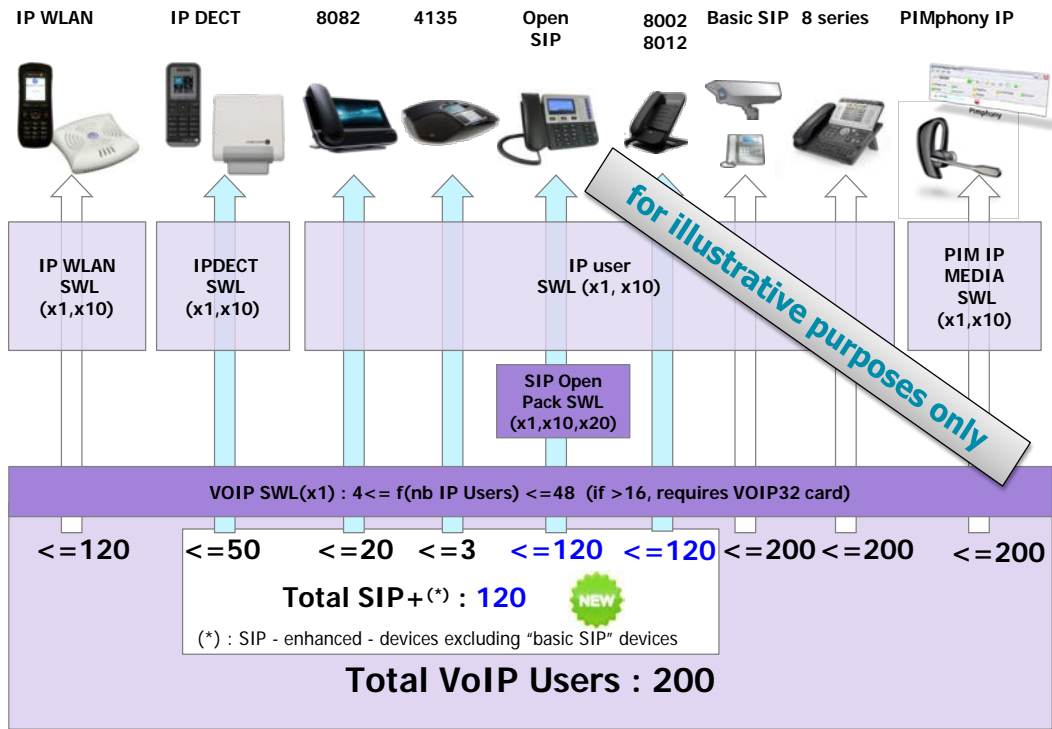 IP WLAN
IP DECT
8082
4135
Open
SIP
8002
8012
Basic SIP
8 series
PIMphony IP
Pimphony
for illustrative purposes only
IP WLAN
SWL
(x1,x10)
IPDECT
SWL
(x1,x10)
IP user
SWL (x1, x10)
PIM IP
MEDIA
SWL
(x1,x10)
SIP Open
Pack SWL
(x1,x10,x20)
VOIP SWL(x1) : 4<= f(nb IP Users) <=48 (if >16, requires VOIP32 card)
<=120
<=50
<=20
<=3
<=120
<=120
<=200
<=200
<=200
Total SIP+(*) : 120
NEW
(*) : SIP - enhanced - devices excluding “basic SIP” devices
Total VoIP Users : 200